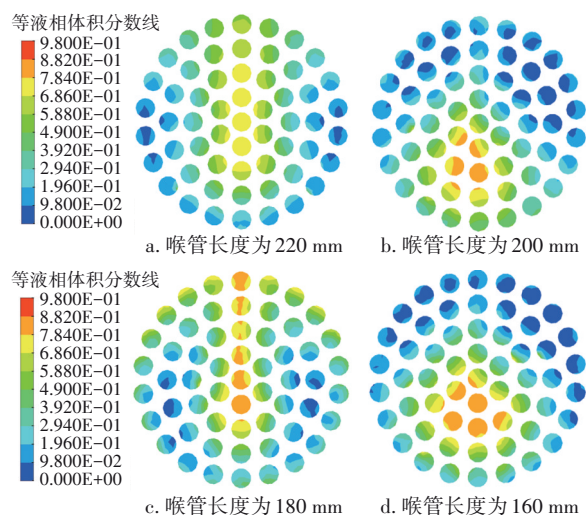 等液相体积分数线
9.800E-01
8.820E-01
7.840E-01
6.860E-01
5.880E-01
4.900E-01
3.920E-01
2.940E-01
1.960E-01
9.800E-02
0.000E+00
a. 喉管长度为 220 mm
b. 喉管长度为 200 mm
等液相体积分数线
9.800E-01
8.820E-01
7.840E-01
6.860E-01
5.880E-01
4.900E-01
3.920E-01
2.940E-01
1.960E-01
9.800E-02
0.000E+00
c. 喉管长度为 180 mm
d. 喉管长度为 160 mm